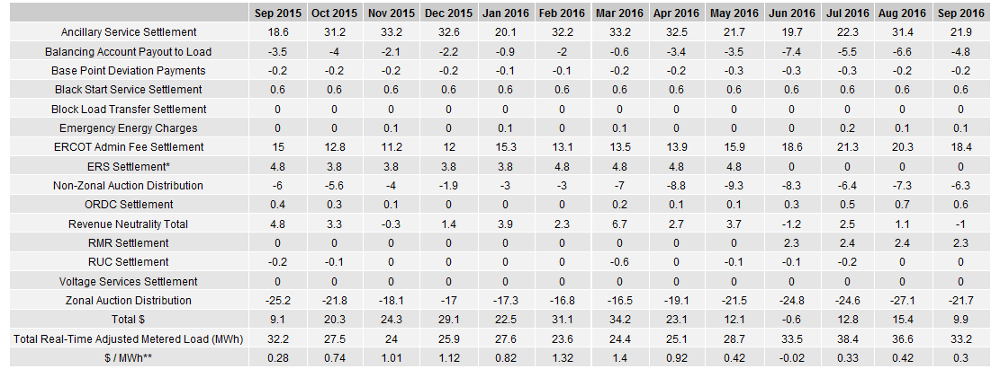 Sep 2015 Oct 2015 Nov 2015 Dec 2015 Jan 2016 Feb 2016 Mar 2016 Apr 2016 May 2016 Jun 2016 Jul 2016 Aug 2016 Sep 2016
Ancillary Service Settlement 18.6 31.2 33.2 32.6 20.1 32.2 33.2 32.5 21.7 19.7 22.3 31.4 21.9
Balancing Account Payout to Load -3.5 -4 -2.1 -2.2 -0.9 -2 -0.6 -3.4 -3.5 -7.4 -5.5 -6.6 -4.8
Base Point Deviation Payments -0.2 -0.2 -0.2 -0.2 -0.1 -0.1 -0.2 -0.2 -0.3 -0.3 -0.3 -0.2 -0.2
Black Start Service Settlement 0.6 0.6 0.6 0.6 0.6 0.6 0.6 0.6 0.6 0.6 0.6 0.6 0.6
Block Load Transfer Settlement 0 0 0 0 0 0 0 0 0 0 0 0 0
Emergency Energy Charges 0 0 0.1 0 0.1 0 0.1 0 0 0 0.2 0.1 0.1
ERCOT Admin Fee Settlement 15 12.8 11.2 12 15.3 13.1 13.5 13.9 15.9 18.6 21.3 20.3 18.4
ERS Settlement* 4.8 3.8 3.8 3.8 3.8 4.8 4.8 4.8 4.8 0 0 0 0
Non-Zonal Auction Distribution -6 -5.6 -4 -1.9 -3 -3 -7 -8.8 -9.3 -8.3 -6.4 -7.3 -6.3
ORDC Settlement 0.4 0.3 0.1 0 0 0 0.2 0.1 0.1 0.3 0.5 0.7 0.6
Revenue Neutrality Total 4.8 3.3 -0.3 1.4 3.9 2.3 6.7 2.7 3.7 -1.2 2.5 1.1 -1
RMR Settlement 0 0 0 0 0 0 0 0 0 2.3 2.4 2.4 2.3
RUC Settlement -0.2 -0.1 0 0 0 0 -0.6 0 -0.1 -0.1 -0.2 0 0
Voltage Services Settlement 0 0 0 0 0 0 0 0 0 0 0 0 0
Zonal Auction Distribution -25.2 -21.8 -18.1 -17 -17.3 -16.8 -16.5 -19.1 -21.5 -24.8 -24.6 -27.1 -21.7
Total $ 9.1 20.3 24.3 29.1 22.5 31.1 34.2 23.1 12.1 -0.6 12.8 15.4 9.9
Total Real-Time Adjusted Metered Load (MWh) 32.2 27.5 24 25.9 27.6 23.6 24.4 25.1 28.7 33.5 38.4 36.6 33.2
$ / MWh** 0.28 0.74 1.01 1.12 0.82 1.32 1.4 0.92 0.42 -0.02 0.33 0.42 0.3